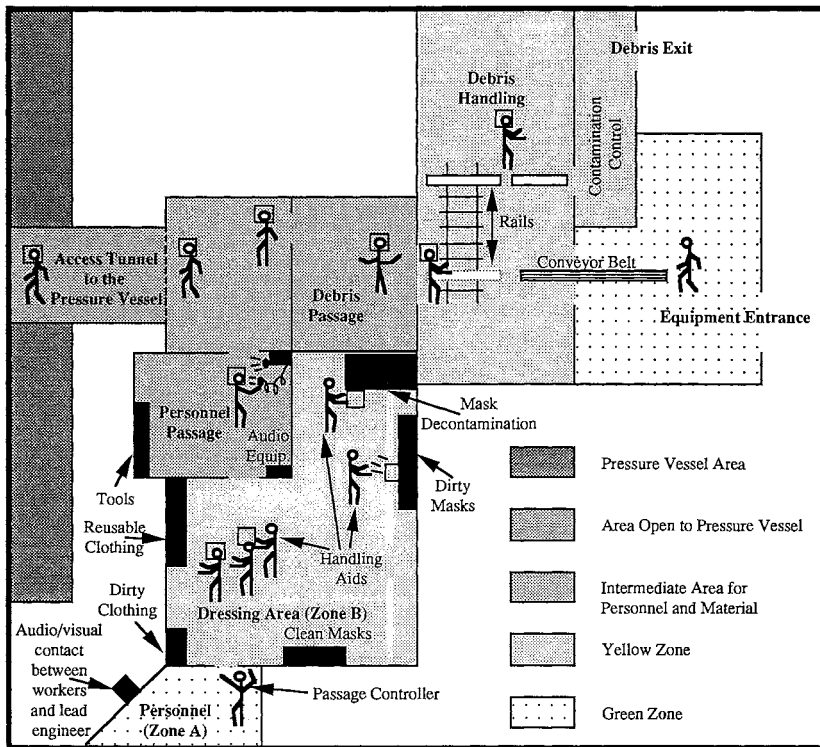 Debris Exit
Debris
Handling
Contamination
Control
Rails
Access Tunnel
to the
Pressure Vessel
Debris
Passage
Conveyor Belt
Equipment Entrance
Personnel
Passage
Audio
Equip.
Mask
Decontamination
Tools
Dirty
Masks
Reusable
Clothing
Handling
Aids
Dirty
Clothing
Dressing Area (Zone B)
Clean Masks
Audio/visual
contact
between
workers
and lead
engineer
Personnel
(Zone A)
Passage Controller
Pressure Vessel Area
Area Open to Pressure Vessel
Intermediate Area for
Personnel and Material
Yellow Zone
Green Zone